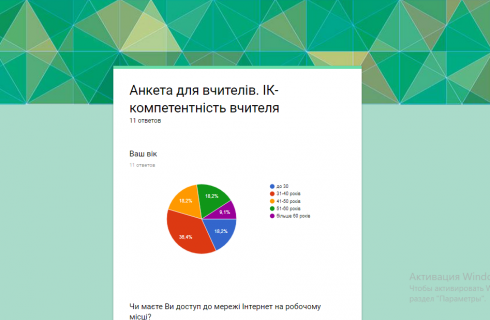 Анкета для вчителів. ІК-
компетентність вчителя
11 ответов
Ваш вік
11 ответов
до 30
31-40 років
41-50 років
51-60 років
більше 60 років
18,2%
18,2%
9,1%
18,2%
36,4%
Чи маєте Ви доступ до мережі Інтернет на робочому
місці?
Активация Windo
Чтобы активировать
раздел "Параметры".